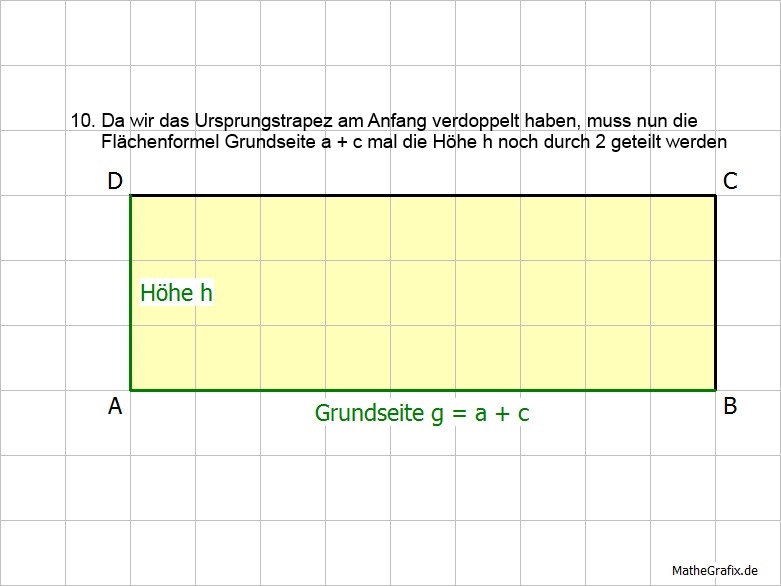 10. Da wir das Ursprungstrapez am Anfang verdoppelt haben, muss nun die
Flächenformel Grundseite a + c mal die Höhe h noch durch 2 geteilt werden
D
C
Höhe h
A
B
Grundseite g = a + c
MatheGrafix.de